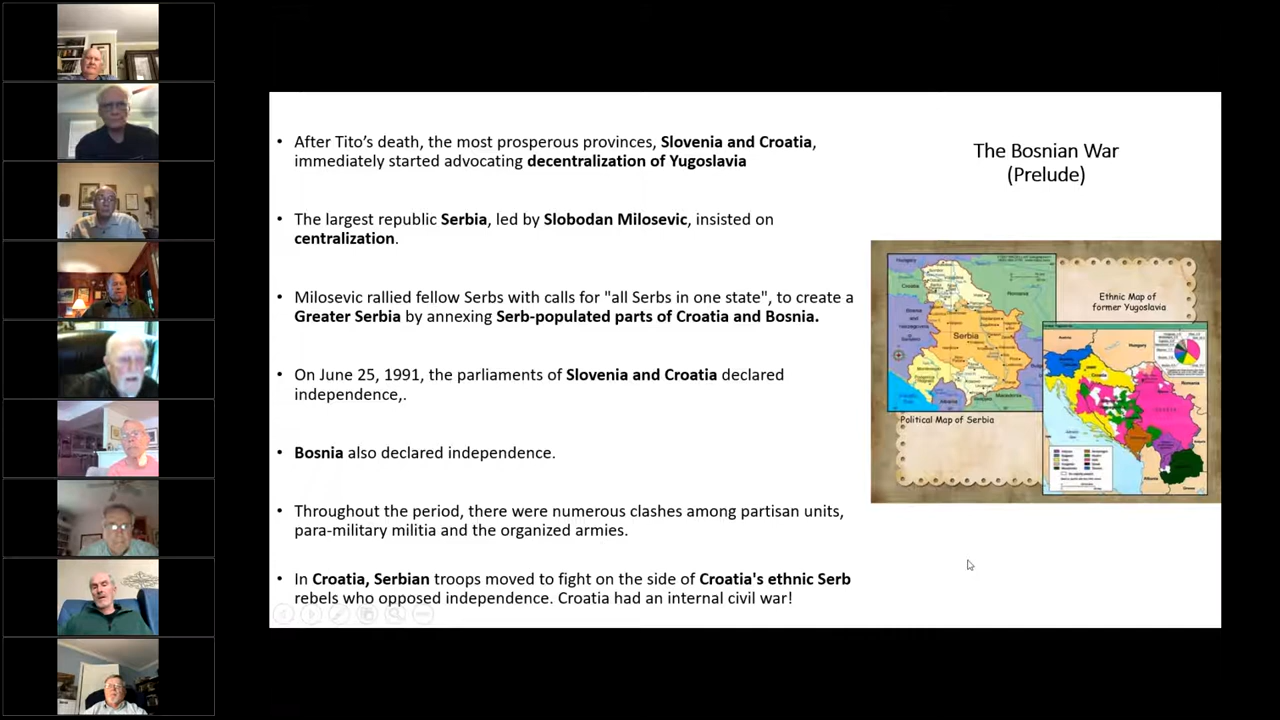 • After Tito’s death, the most prosperous provinces, Slovenia and Croatia,
immediately started advocating decentralization of Yugoslavia
• The largest republic Serbia, led by Slobodan Milosevic, insisted on
centralization.
• Milosevic rallied fellow Serbs with calls for "all Serbs in one state", to create a
Greater Serbia by annexing Serb-populated parts of Croatia and Bosnia.
• On June 25, 1991, the parliaments of Slovenia and Croatia declared
independence,.
• Bosnia also declared independence.
• Throughout the period, there were numerous clashes among partisan units,
para-military militia and the organized armies.
• In Croatia, Serbian troops moved to fight on the side of Croatia's ethnic Serb
rebels who opposed independence. Croatia had an internal civil war!
The Bosnian War
(Prelude)
Hungary
Croatia
Romania
Serbia
Albania
Political Map of Serbia
Ethnic Map of
former Yugoslavia
Hungary
Romania
Croatia
Albania
Greece